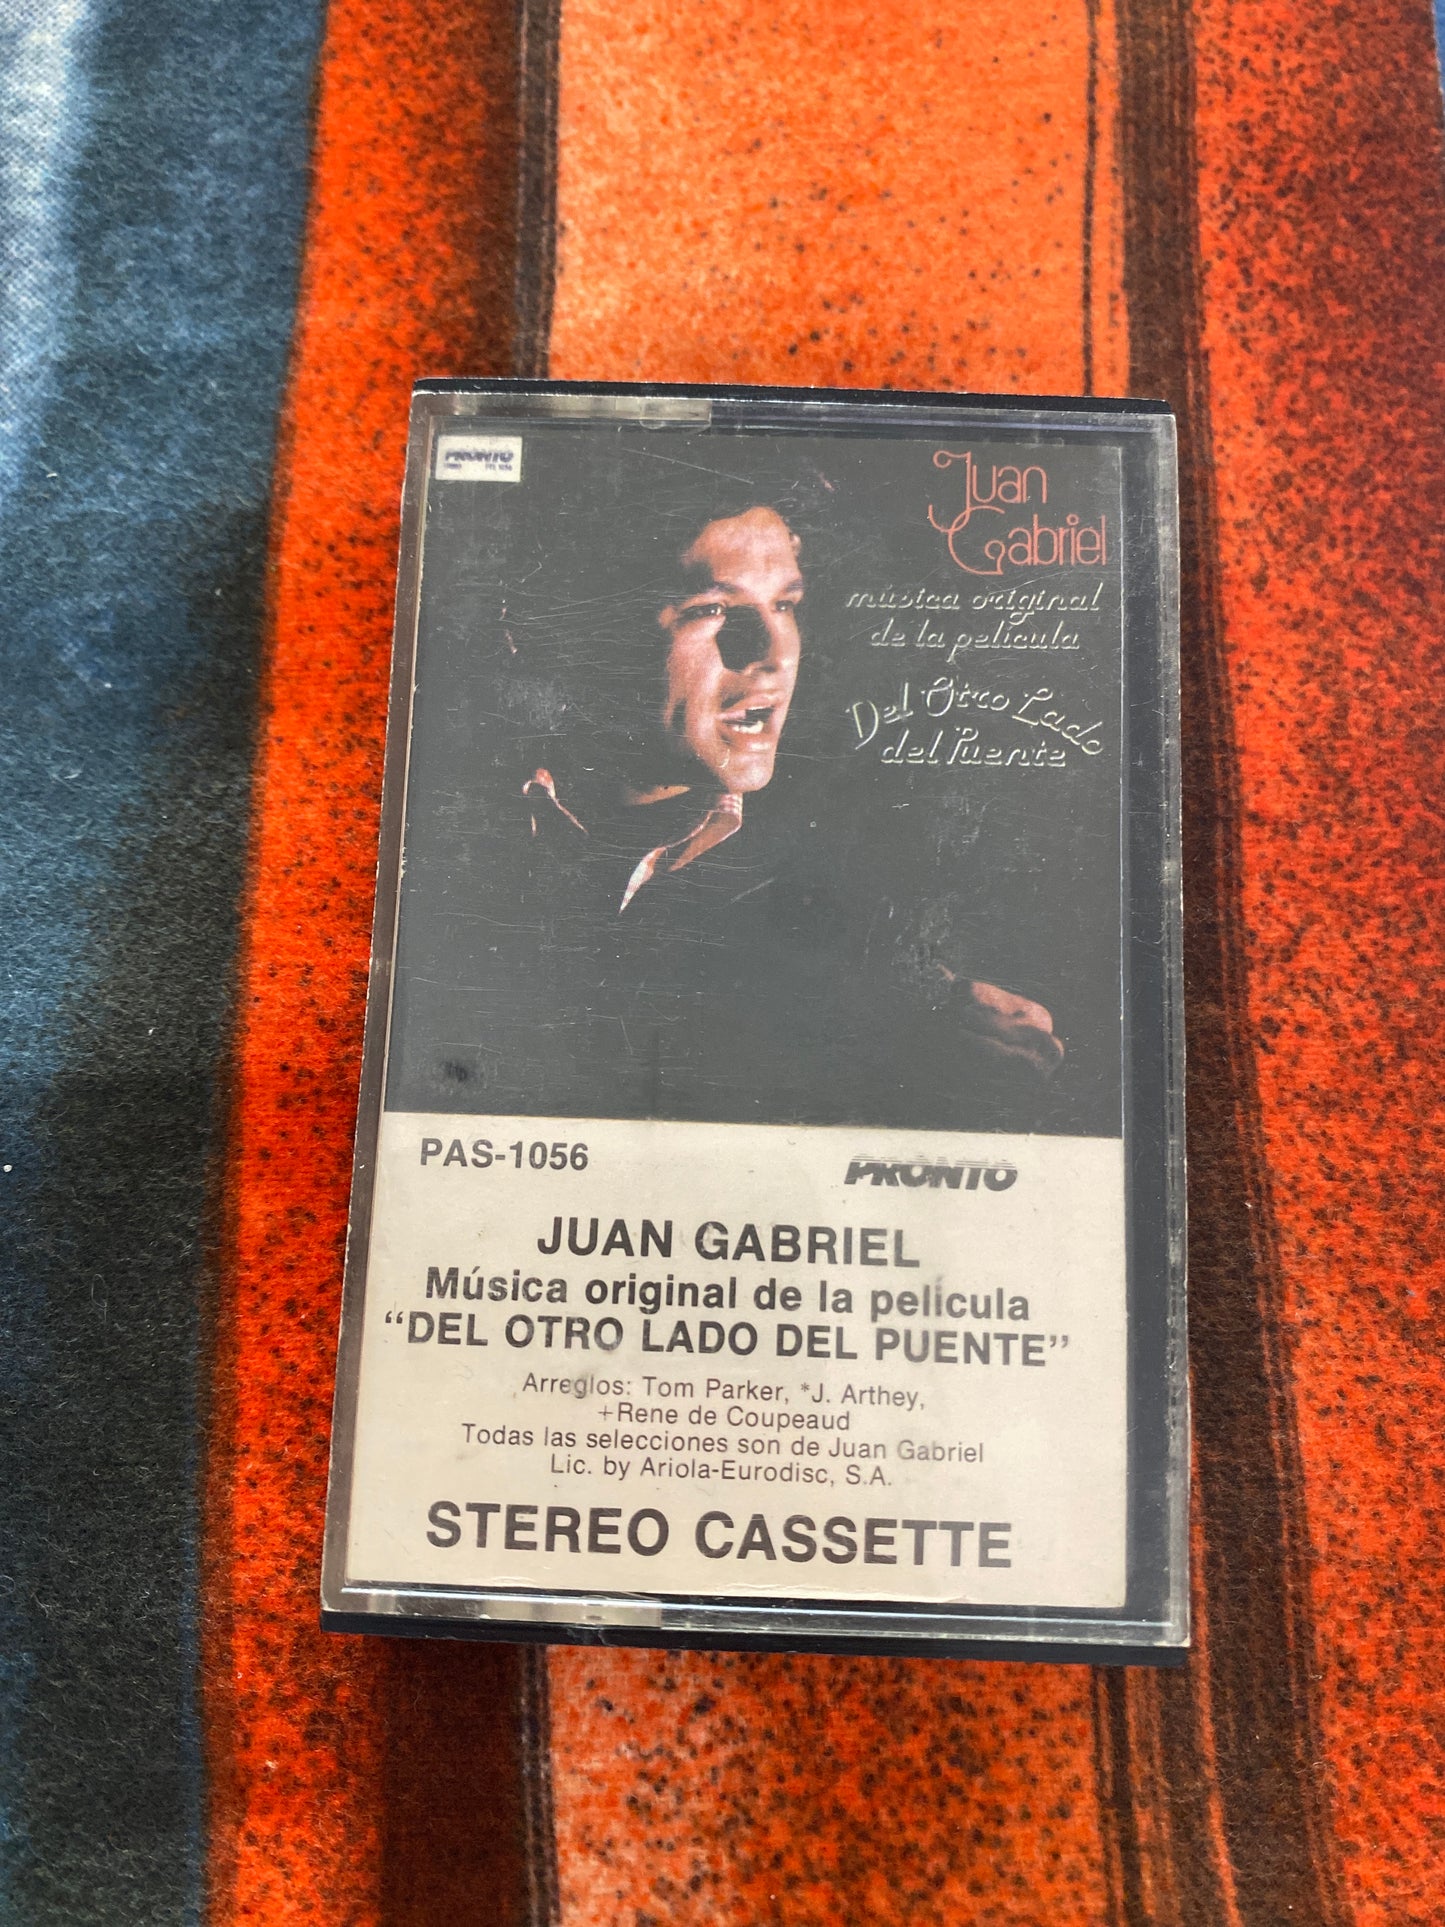 PRONTO
Juan
Gabriel
música original
de la película
Del Otro Lado
del Puente
PAS-1056
PRONTO
JUAN GABRIEL
Música original de la película
“DEL OTRO LADO DEL PUENTE”
Arreglos: Tom Parker, *J. Arthey,
+Rene de Coupeaud
Todas las selecciones son de Juan Gabriel
Lic. by Ariola-Eurodisc, S.A.
STEREO CASSETTE